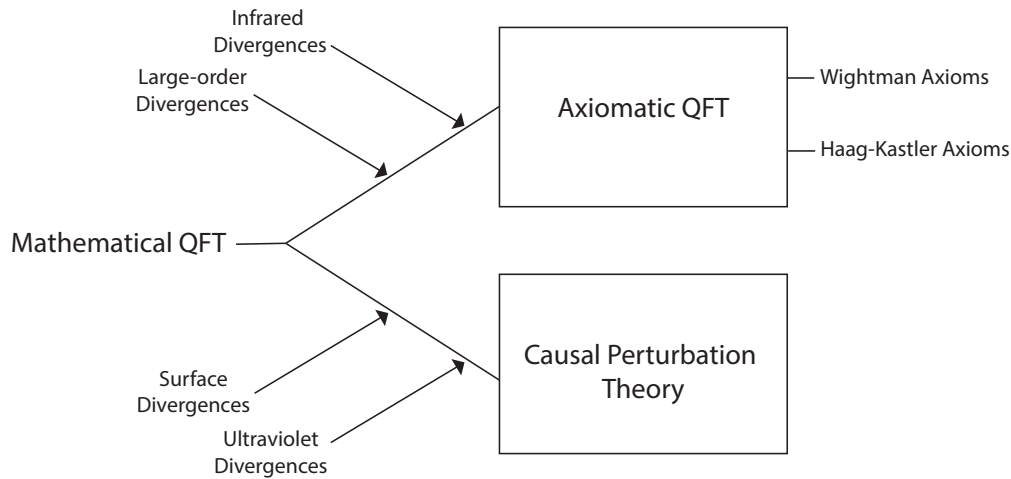 Infrared
Divergences
Large-order
Divergences
Axiomatic QFT
Wightman Axioms
Haag-Kastler Axioms
Mathematical QFT
Surface
Divergences
Ultraviolet
Divergences
Causal Perturbation
Theory